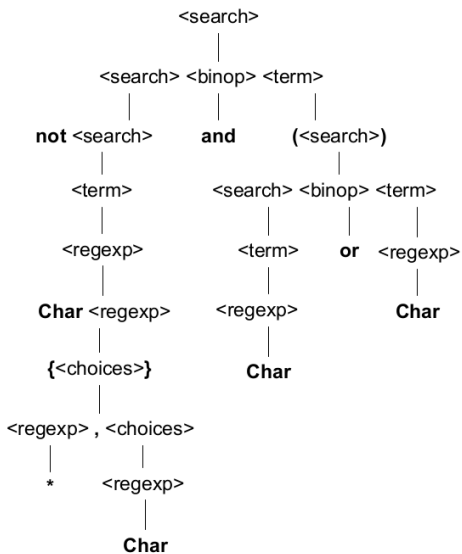 <search>
<search> <binop> <term>
not <search> and (<search>)
<term> <search> <binop> <term>
<regexp> <term> or <regexp>
Char <regexp> <regexp> Char
{<choices>} Char
<regexp> , <choices>
* <regexp>
Char